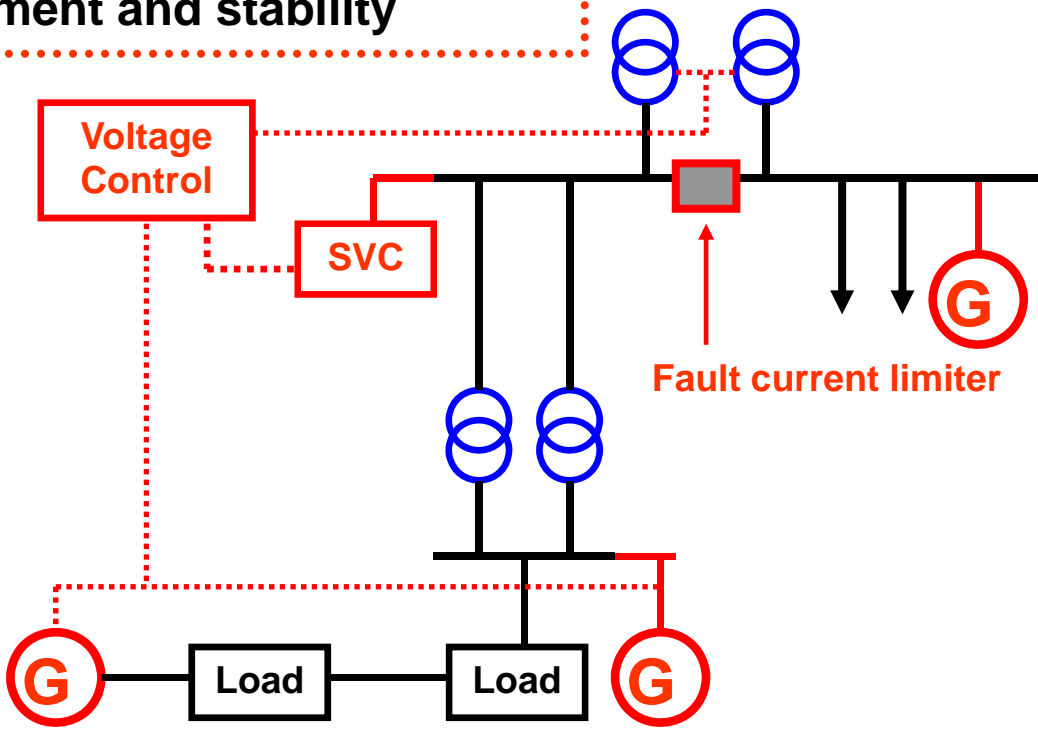 ment and stability
Voltage
Control
SVC
G
Fault current limiter
G
Load
Load
G